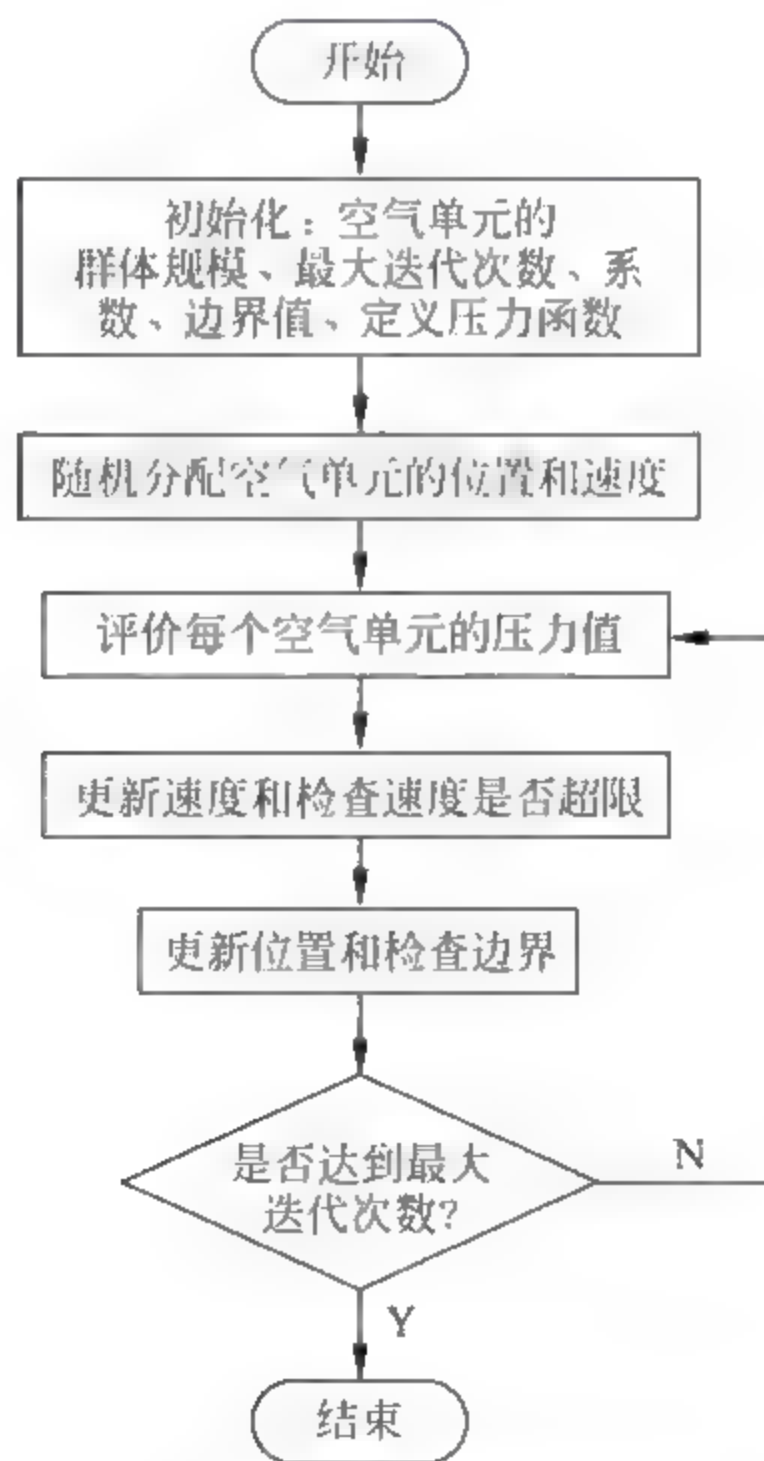 开始
初始化：空气单元的
群体规模、最大迭代次数、系
数、边界值、定义压力函数
随机分配空气单元的位置和速度
评价每个空气单元的压力值
更新速度和检查速度是否超限
更新位置和检查边界
是否达到最大
迭代次数?
N
Y
结束